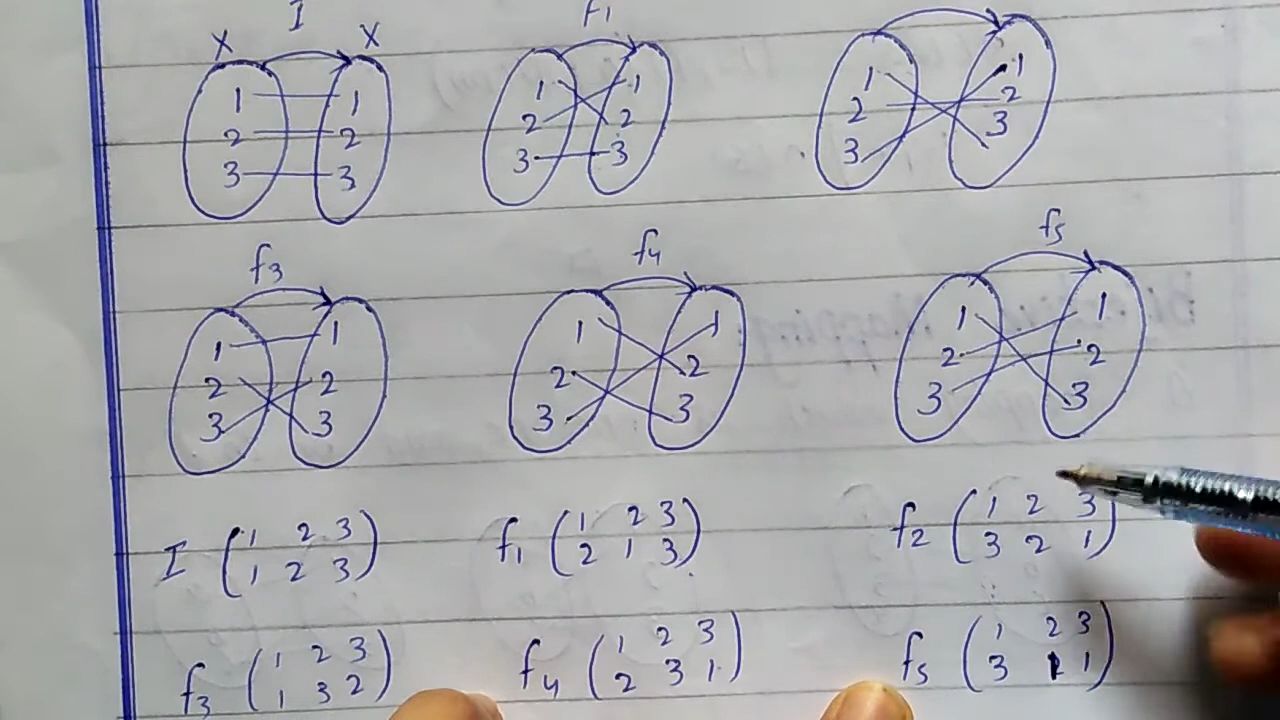 I f1
X X
1 1 1 1 1 1
2 2 2 2 2 2
3 3 3 3 3 3
f3 f4 f5
1 1 1 1 1 1
2 2 2 2 2 2
3 3 3 3 3 3
I (1 2 3 f1 (1 2 3 f2 (1 2 3
1 2 3) 2 1 3) 3 2 1)
f3 (1 2 3 f4 (1 2 3 f5 (1 2 3
1 3 2) 2 3 1) 3 1 1)